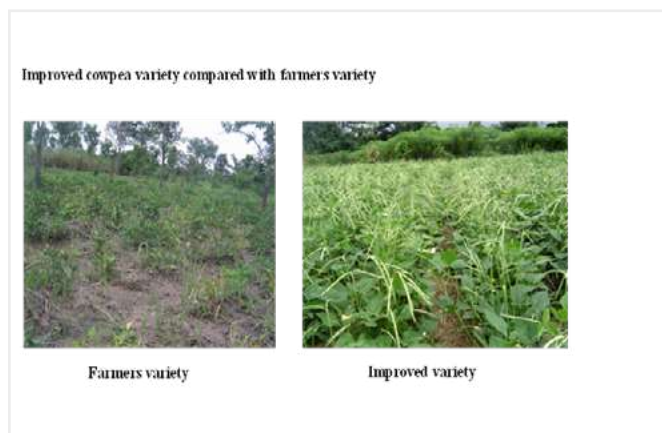 Improved cowpea variety compared with farmers variety
Farmers variety
Improved variety